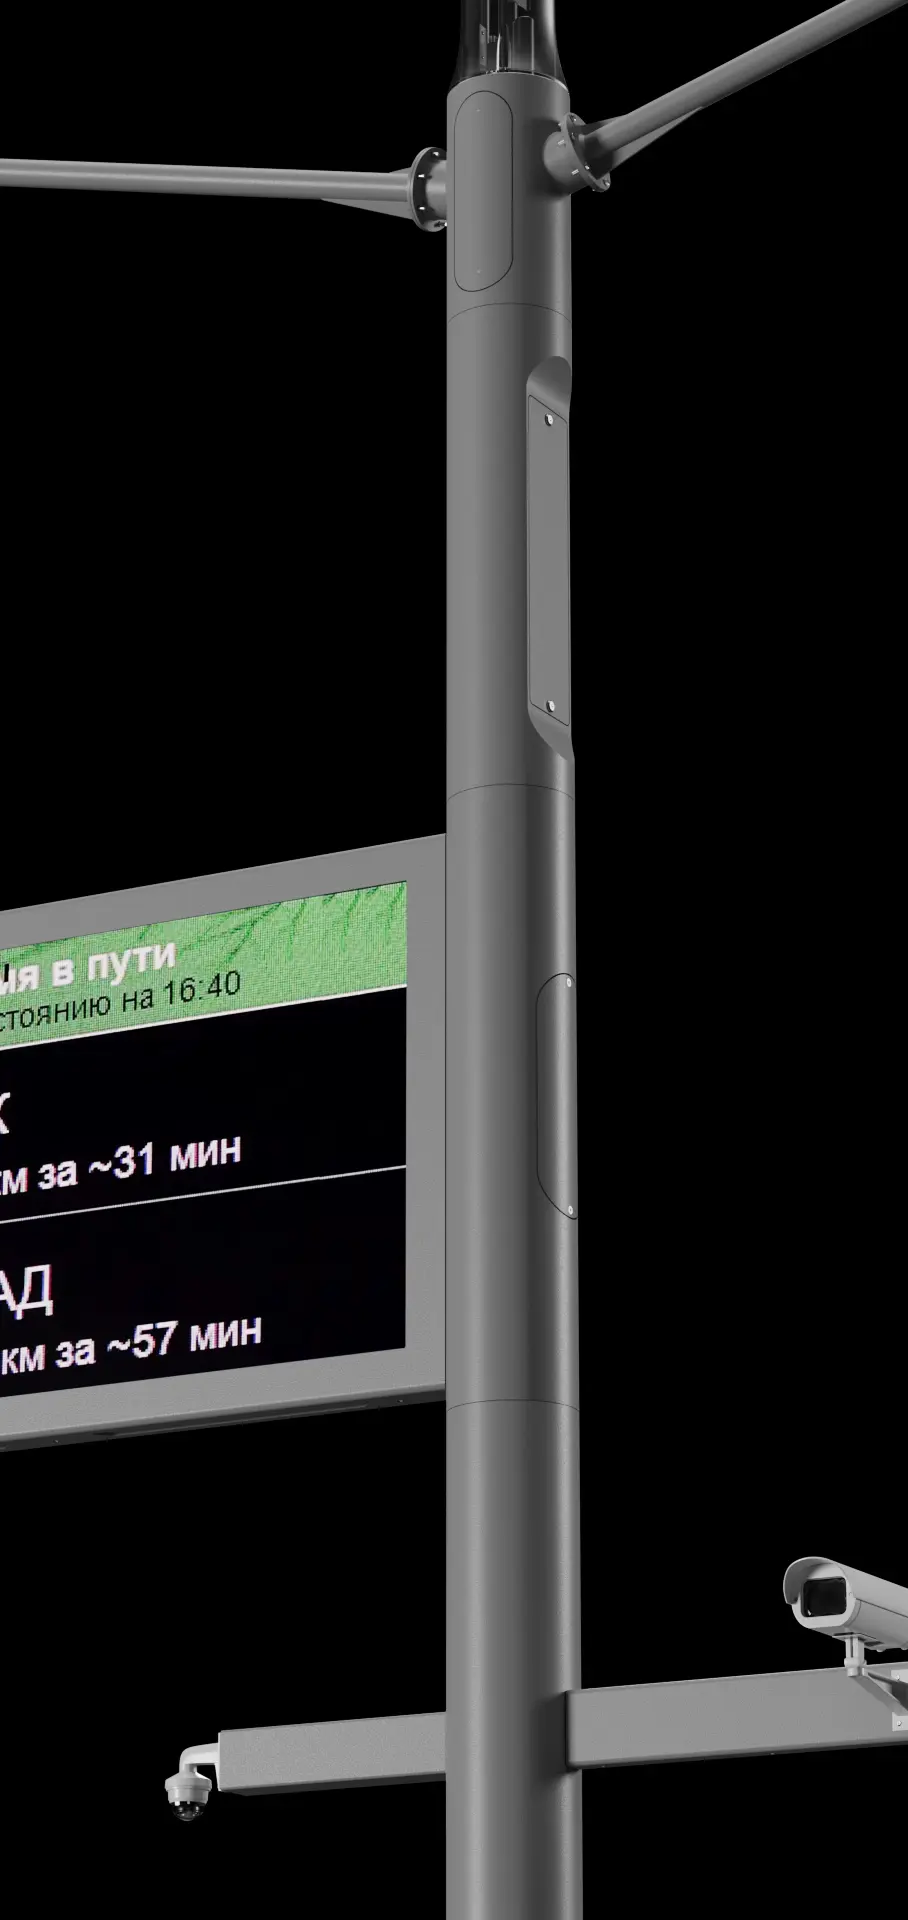 ия в пути
стоянию на 16:40
К
км за ~31 мин
АД
км за ~57 мин